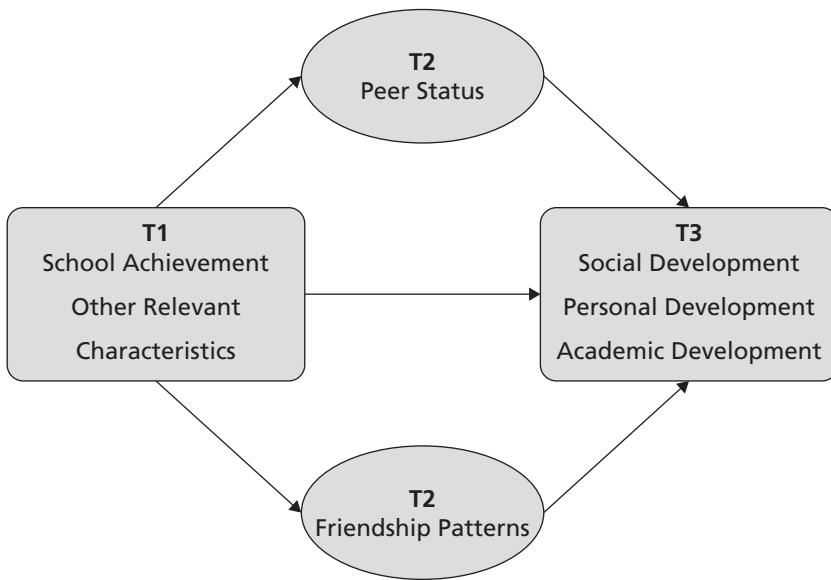 T2
Peer Status
T1
School Achievement
Other Relevant
Characteristics
T3
Social Development
Personal Development
Academic Development
T2
Friendship Patterns